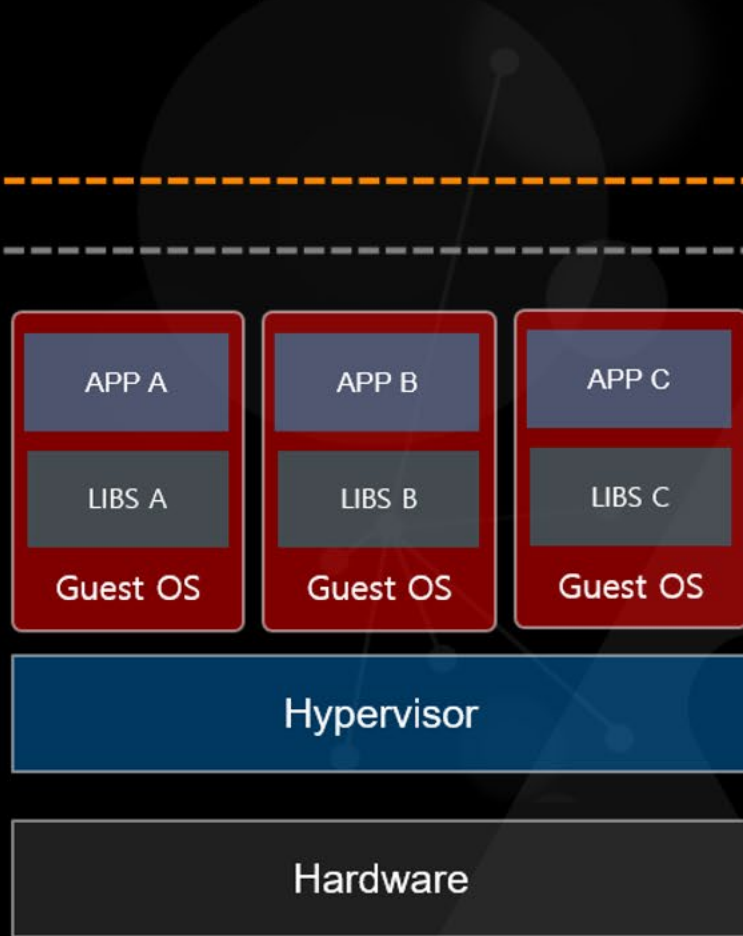 APP A
APP B
APP C
LIBS A
LIBS B
LIBS C
Guest OS
Guest OS
Guest OS
Hypervisor
Hardware